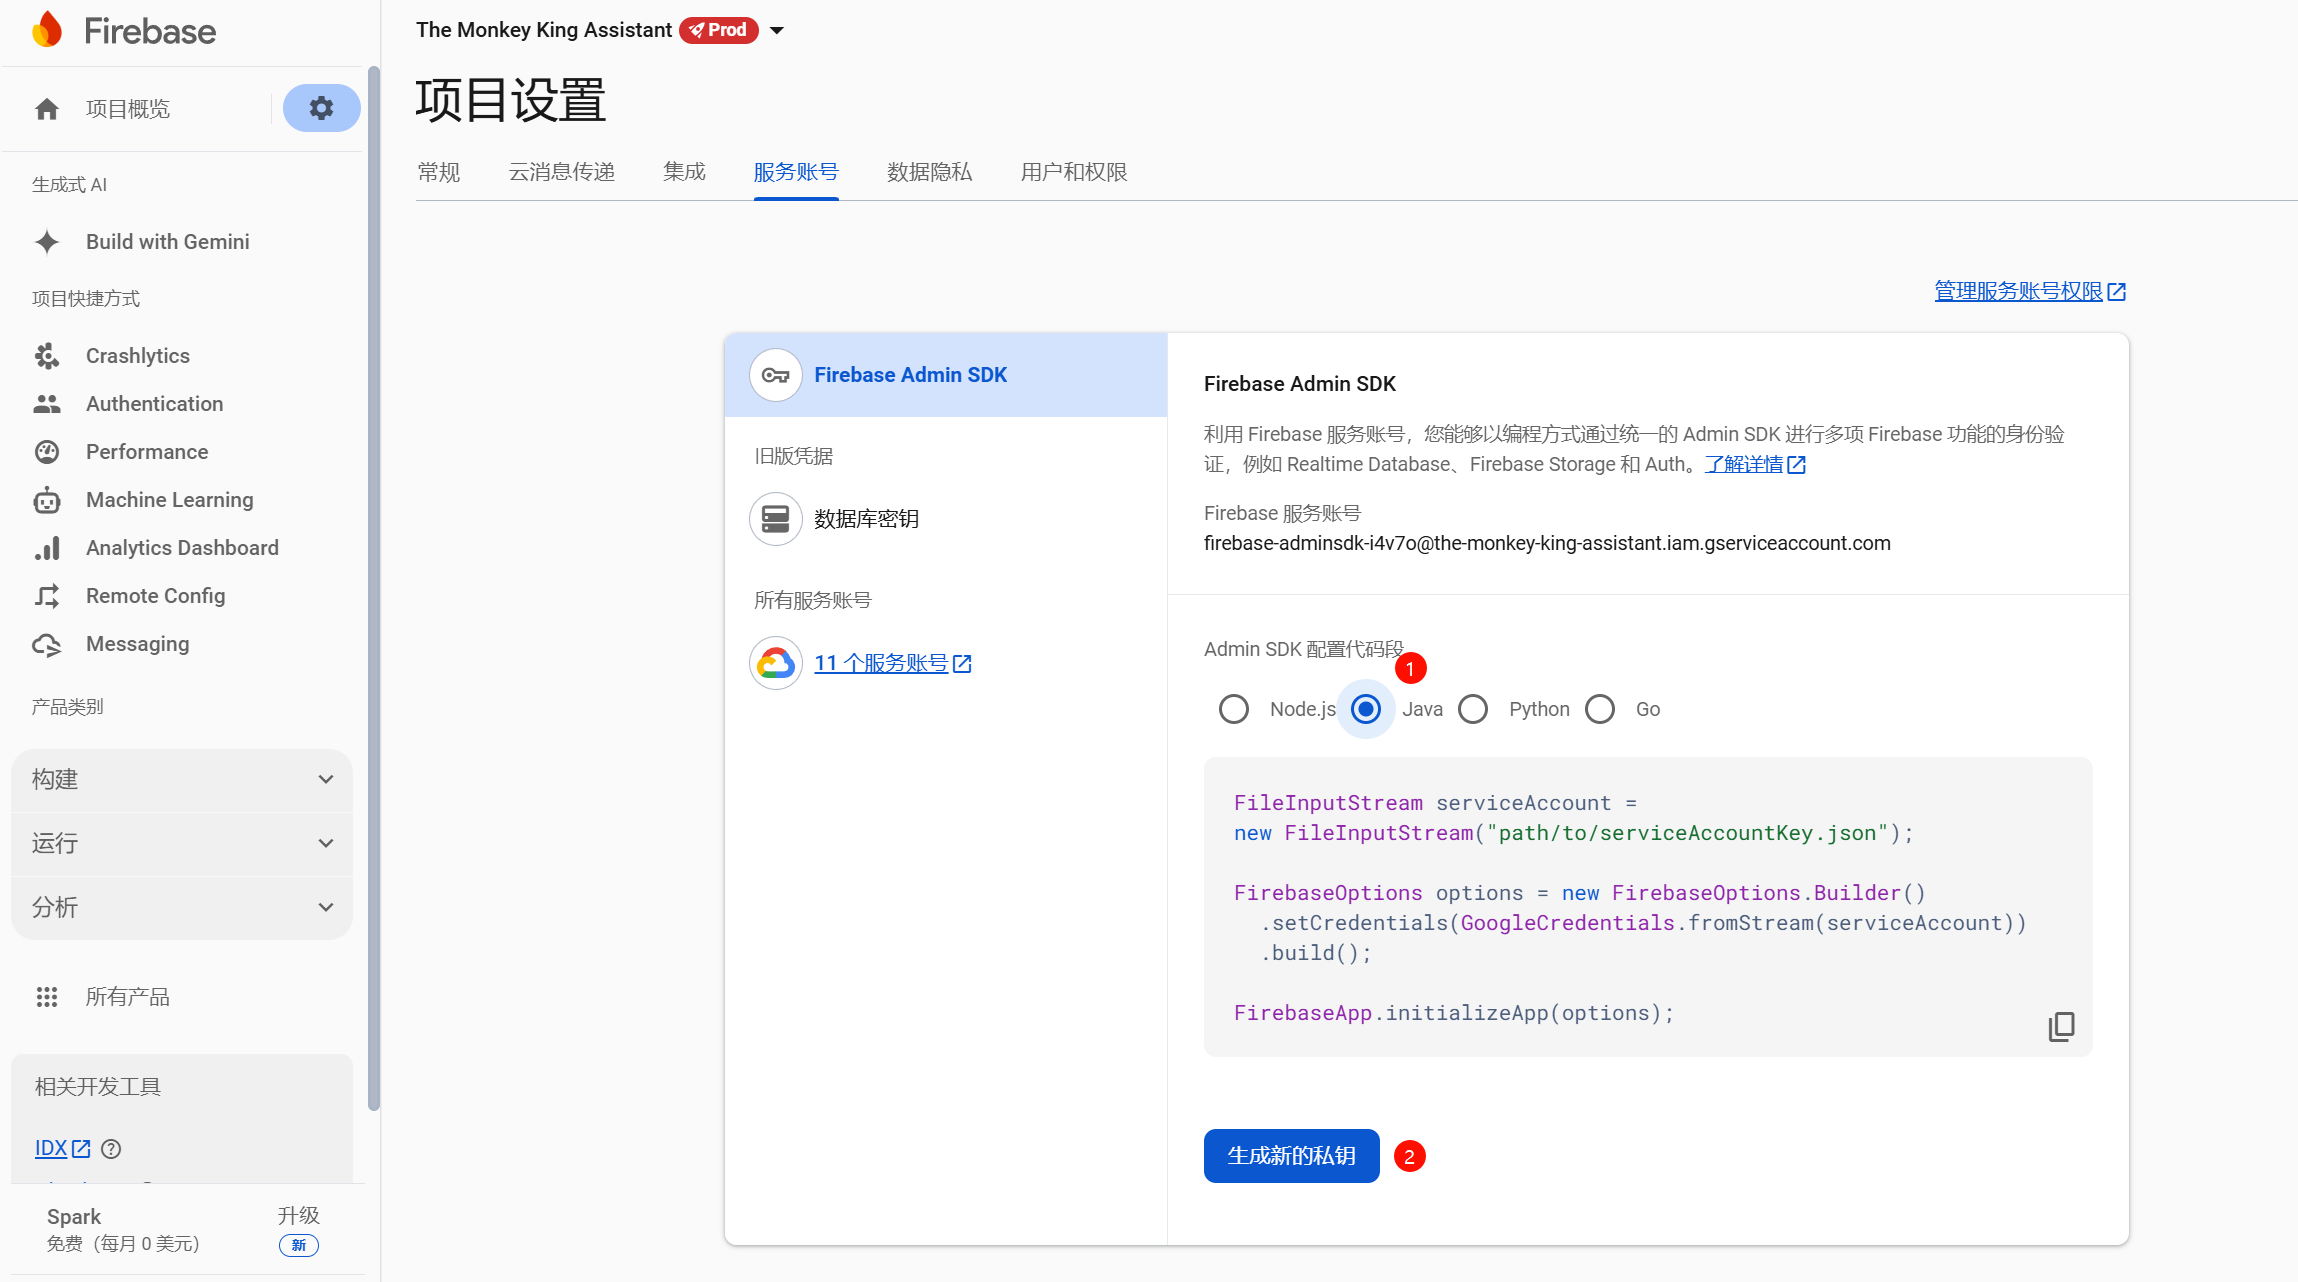 Firebase
The Monkey King Assistant Prod
项目概览
项目设置
常规 云消息传递 集成 服务账号 数据隐私 用户和权限
生成式 AI
Build with Gemini
项目快捷方式
Crashlytics
Authentication
Performance
Machine Learning
Analytics Dashboard
Remote Config
Messaging
产品类别
构建
运行
分析
所有产品
相关开发工具
IDX
Spark
免费（每月 0 美元）
升级
新
管理服务账号权限
Firebase Admin SDK
旧版凭据
数据库密钥
所有服务账号
11 个服务账号
Firebase Admin SDK
利用 Firebase 服务账号，您能够以编程方式通过统一的 Admin SDK 进行多项 Firebase 功能的身份验
证，例如 Realtime Database、Firebase Storage 和 Auth。了解详情
Firebase 服务账号
firebase-adminsdk-i4v7o@the-monkey-king-assistant.iam.gserviceaccount.com
Admin SDK 配置代码段
1
Node.js Java Python Go
FileInputStream serviceAccount =
new FileInputStream("path/to/serviceAccountKey.json");
FirebaseOptions options = new FirebaseOptions.Builder()
.setCredentials(GoogleCredentials.fromStream(serviceAccount))
.build();
FirebaseApp.initializeApp(options);
生成新的私钥 2